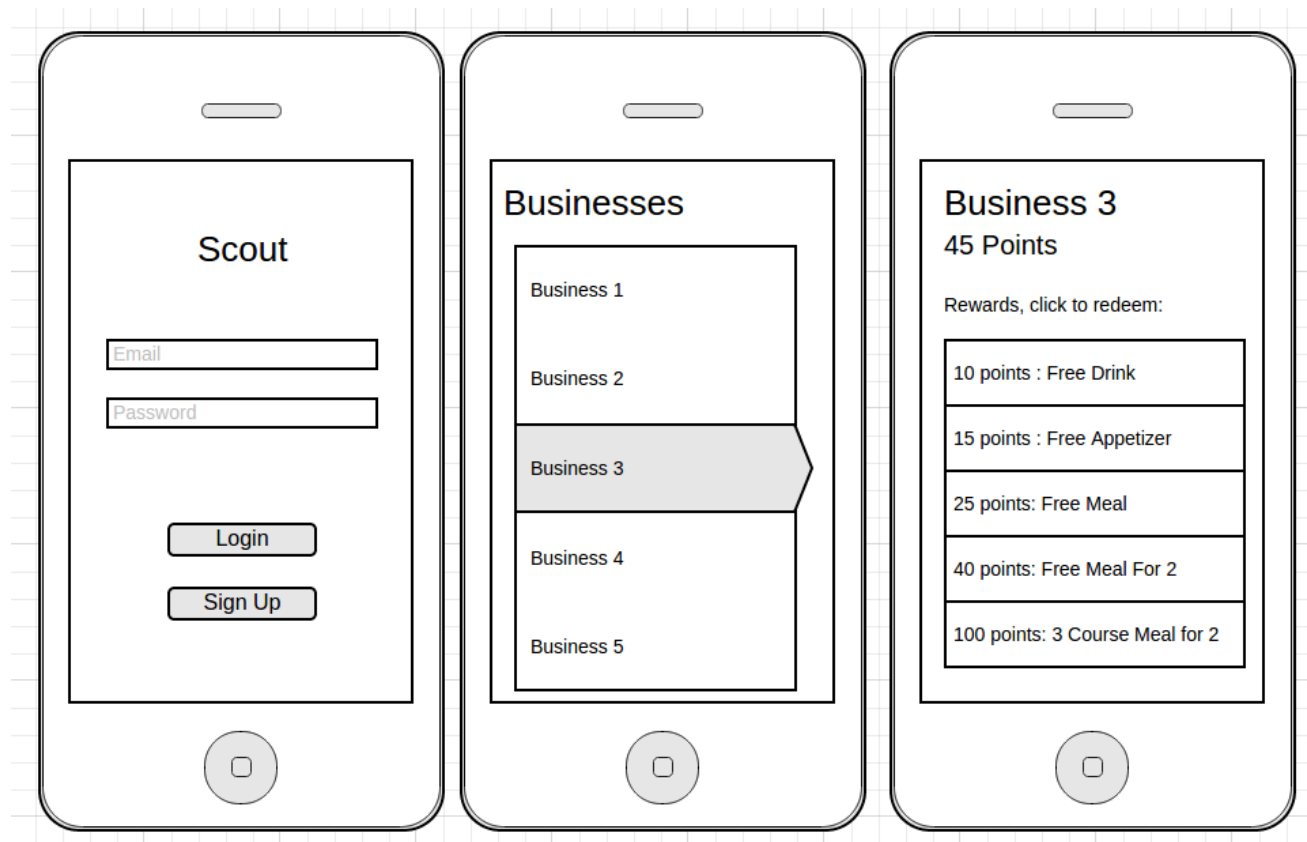 Scout
Email
Password
Login
Sign Up
Businesses
Business 1
Business 2
Business 3
Business 4
Business 5
Business 3
45 Points
Rewards, click to redeem:
10 points : Free Drink
15 points : Free Appetizer
25 points: Free Meal
40 points: Free Meal For 2
100 points: 3 Course Meal for 2